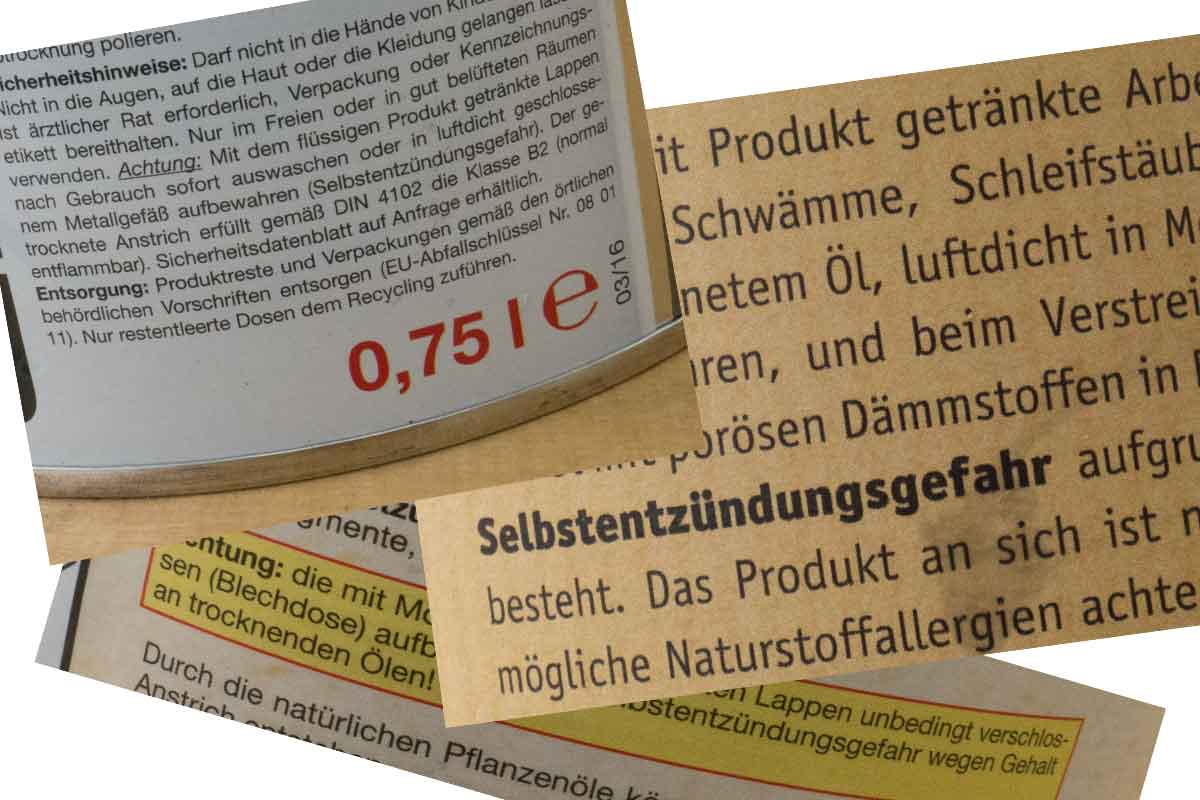 polieren.
Sicherheitshinweise: Darf nicht in die Hände von
Nicht in die Augen, auf die Haut oder die Kleidung gelangen
ist ärztlicher Rat erforderlich, Verpackung oder Kennzeichnungs-
etikett bereithalten. Nur im Freien oder in gut belüfteten Räumen
verwenden. Achtung: Mit dem flüssigen Produkt getränkte Lappen
nach Gebrauch sofort auswaschen oder in luftdicht geschlosse-
nem Metallgefäß aufbewahren (Selbstentzündungsgefahr). Der ge-
trocknete Anstrich erfüllt gemäß DIN 4102 die Klasse B2 (normal
entflammbar). Sicherheitsdatenblatt auf Anfrage erhältlich.
Entsorgung: Produktreste und Verpackungen gemäß den örtlichen
behördlichen Vorschriften entsorgen (EU-Abfallschlüssel Nr. 08 01
11). Nur restentleerte Dosen dem Recycling zuführen.
0,75 l e
03/16
it Produkt getränkte Arbe
Schwämme, Schleifstäub
netem Öl, luftdicht in M
ren, und beim Verstrei
porösen Dämmstoffen in
Selbstentzündungsgefahr aufgru
besteht. Das Produkt an sich ist
mögliche Naturstoffallergien achte
gmente,
htung: die mit
sen (Blechdose) aufb
an trocknenden Ölen!
en Lappen unbedingt verschlos-
bstentzündungsgefahr wegen Gehalt
Durch die natürlichen Pflanzenöle kö
Anstrich